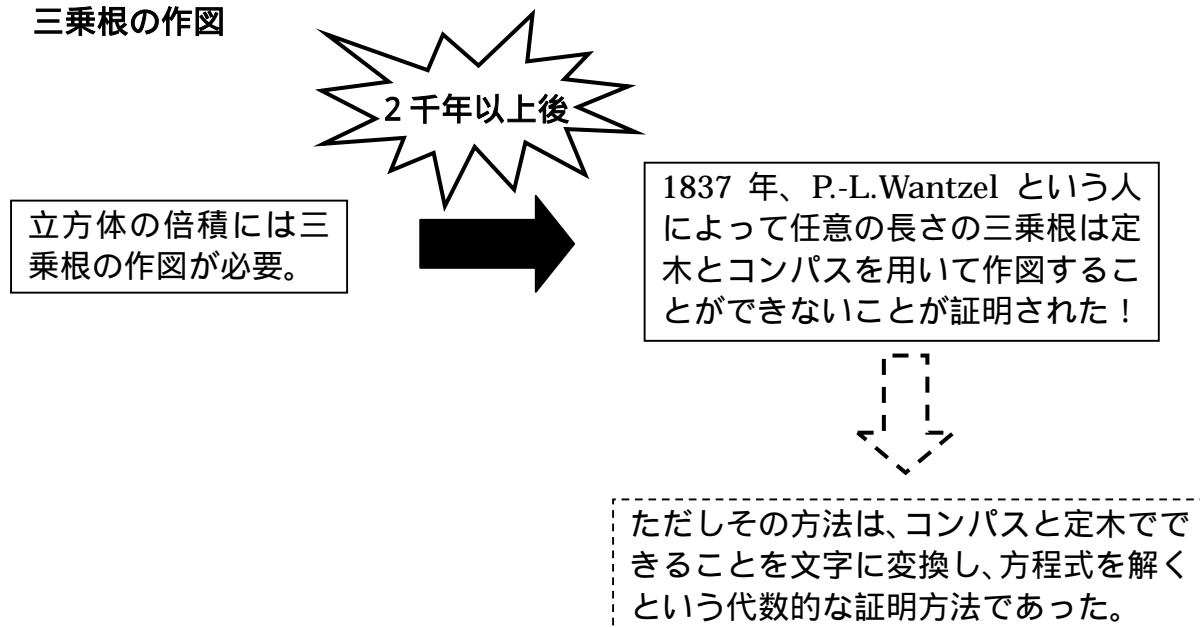 三乗根の作図
2千年以上後
立方体の倍積には三
乗根の作図が必要。
1837 年、P.-L.Wantzel という人
によって任意の長さの三乗根は定
木とコンパスを用いて作図するこ
とができないことが証明された！
ただしその方法は、コンパスと定木でで
きることを文字に変換し、方程式を解く
という代数的な証明方法であった。